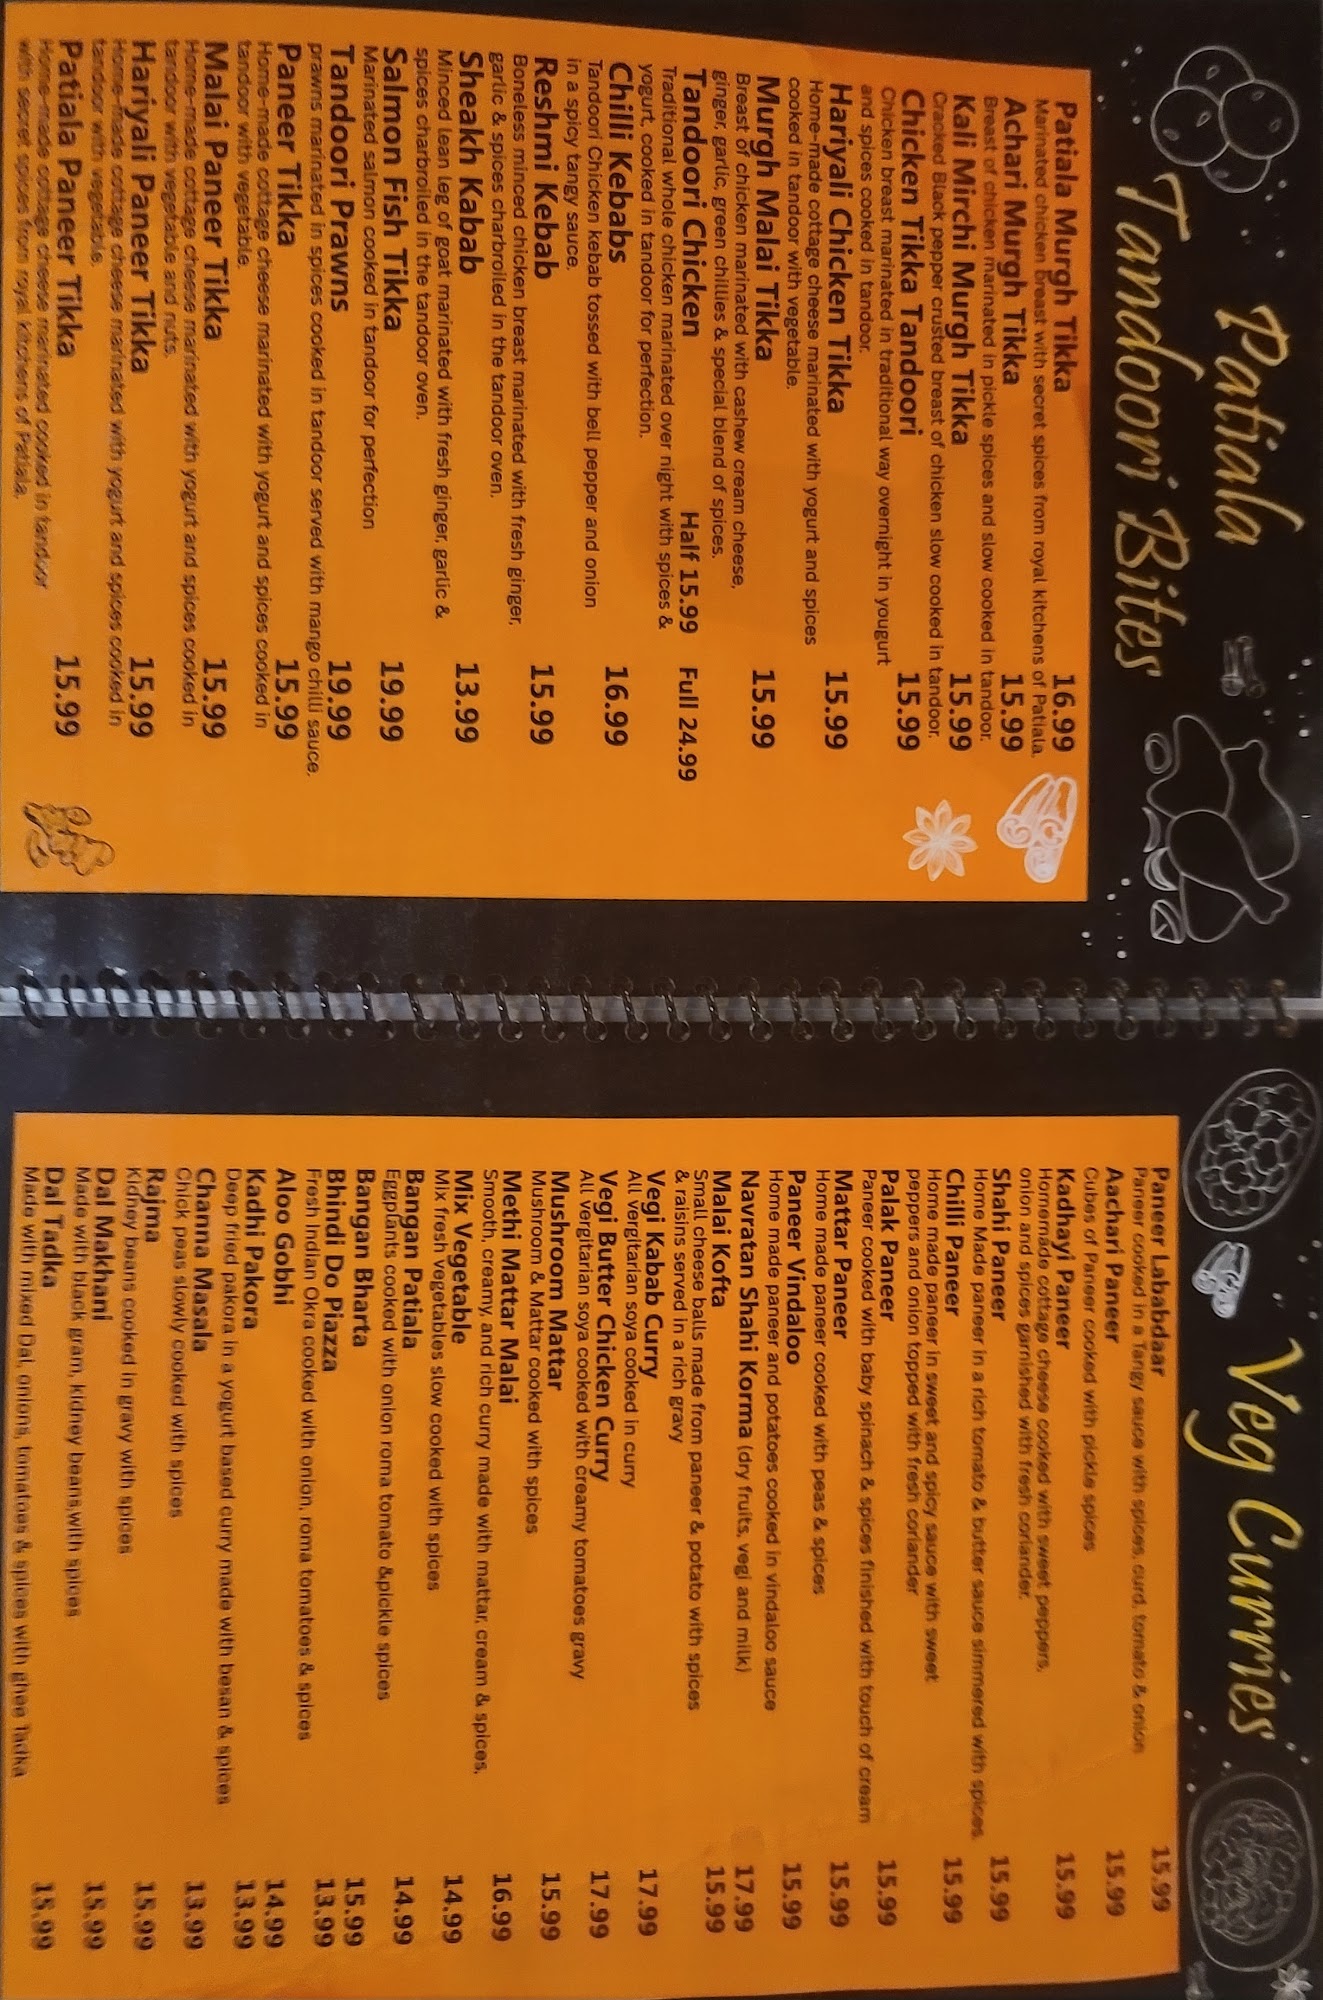 Patiala
Tandoori Bites
Patiala Murgh Tikka 16.99
Marinated chicken breast with secret spices from royal kitchens of Patiala.
Achari Murgh Tikka 15.99
Breast of chicken marinated in pickle spices and slow cooked in tandoor.
Kali Mirchi Murgh Tikka 15.99
Cracked Black pepper crusted breast of chicken slow cooked in tandoor.
Chicken Tikka Tandoori 15.99
Chicken breast marinated in traditional way overnight in yougurt
and spices cooked in tandoor.
Hariyali Chicken Tikka 15.99
Home-made cottage cheese marinated with yogurt and spices
cooked in tandoor with vegetable.
Murgh Malai Tikka 15.99
Breast of chicken marinated with cashew cream cheese,
ginger, garlic, green chillies & special blend of spices.
Tandoori Chicken Half 15.99 Full 24.99
Traditional whole chicken marinated over night with spices &
yogurt, cooked in tandoor for perfection.
Chilli Kebabs 16.99
Tandoori Chicken kebab tossed with bell pepper and onion
in a spicy tangy sauce.
Reshmi Kebab 15.99
Boneless minced chicken breast marinated with fresh ginger,
garlic & spices charbroiled in the tandoor oven.
Sheakh Kabab 13.99
Minced lean leg of goat marinated with fresh ginger, garlic &
spices charbroiled in the tandoor oven.
Salmon Fish Tikka 19.99
Marinated salmon cooked in tandoor for perfection
Tandoori Prawns 19.99
prawns marinated in spices cooked in tandoor served with mango chilli sauce.
Paneer Tikka 15.99
Home-made cottage cheese marinated with yogurt and spices cooked in
tandoor with vegetable.
Malai Paneer Tikka 15.99
Home-made cottage cheese marinated with yogurt and spices cooked in
tandoor with vegetable and nuts.
Hariyali Paneer Tikka 15.99
Home-made cottage cheese marinated with yogurt and spices cooked in
tandoor with vegetable.
Patiala Paneer Tikka 15.99
Home-made cottage cheese marinated cooked in tandoor
with secret spices from royal kitchens of Patiala.
Veg Curries
Paneer Lababdaar 15.99
Paneer cooked in a Tangy sauce with spices, curd, tomato & onion
Aachari Paneer 15.99
Cubes of Paneer cooked with pickle spices
Kadhayi Paneer 15.99
Homemade cottage cheese cooked with sweet peppers,
onion and spices garnished with fresh coriander.
Shahi Paneer 15.99
Home Made paneer in a rich tomato & butter sauce simmered with spices.
Chilli Paneer 15.99
Home made paneer in sweet and spicy sauce with sweet
peppers and onion topped with fresh coriander
Palak Paneer 15.99
Paneer cooked with baby spinach & spices finished with touch of cream
Mattar Paneer 15.99
Home made paneer cooked with peas & spices
Paneer Vindaloo 15.99
Home made paneer and potatoes cooked in vindaloo sauce
Navratan Shahi Korma (dry fruits, vegi and milk) 17.99
Malai Kofta 15.99
Small cheese balls made from paneer & potato with spices
& raisins served in a rich gravy
Vegi Kabab Curry 17.99
All vergitarian soya cooked in curry
Vegi Butter Chicken Curry 17.99
All vergitarian soya cooked with creamy tomatoes gravy
Mushroom Mattar 15.99
Mushroom & Mattar cooked with spices
Methi Mattar Malai 16.99
Smooth, creamy, and rich curry made with mattar, cream & spices,
Mix Vegetable 14.99
Mix fresh vegetables slow cooked with spices
Bangan Patiala 14.99
Eggplants cooked with onion roma tomato &pickle spices
Bangan Bharta 15.99
Bhindi Do Piazza 13.99
Fresh Indian Okra cooked with onion, roma tomatoes & spices
Aloo Gobhi 14.99
Kadhi Pakora 13.99
Deep fried pakora in a yogurt based curry made with besan & spices
Channa Masala 13.99
Chick peas slowly cooked with spices
Rajma 15.99
Kidney beans cooked in gravy with spices
Dal Makhani 15.99
Made with black gram, kidney beans,with spices
Dal Tadka 15.99
Made with mixed Dal, onions, tomatoes & spices with ghee Tadka